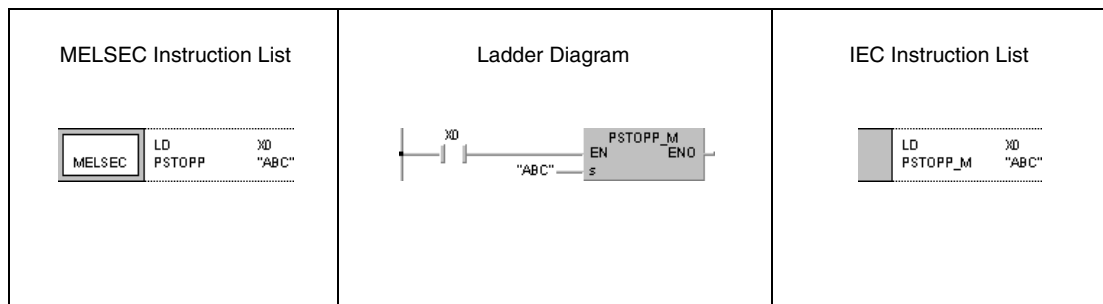 MELSEC Instruction List
MELSEC
LD X0
PSTOPP "ABC"
Ladder Diagram
X0
PSTOPP_M
EN ENO
"ABC" s
IEC Instruction List
LD X0
PSTOPP_M "ABC"